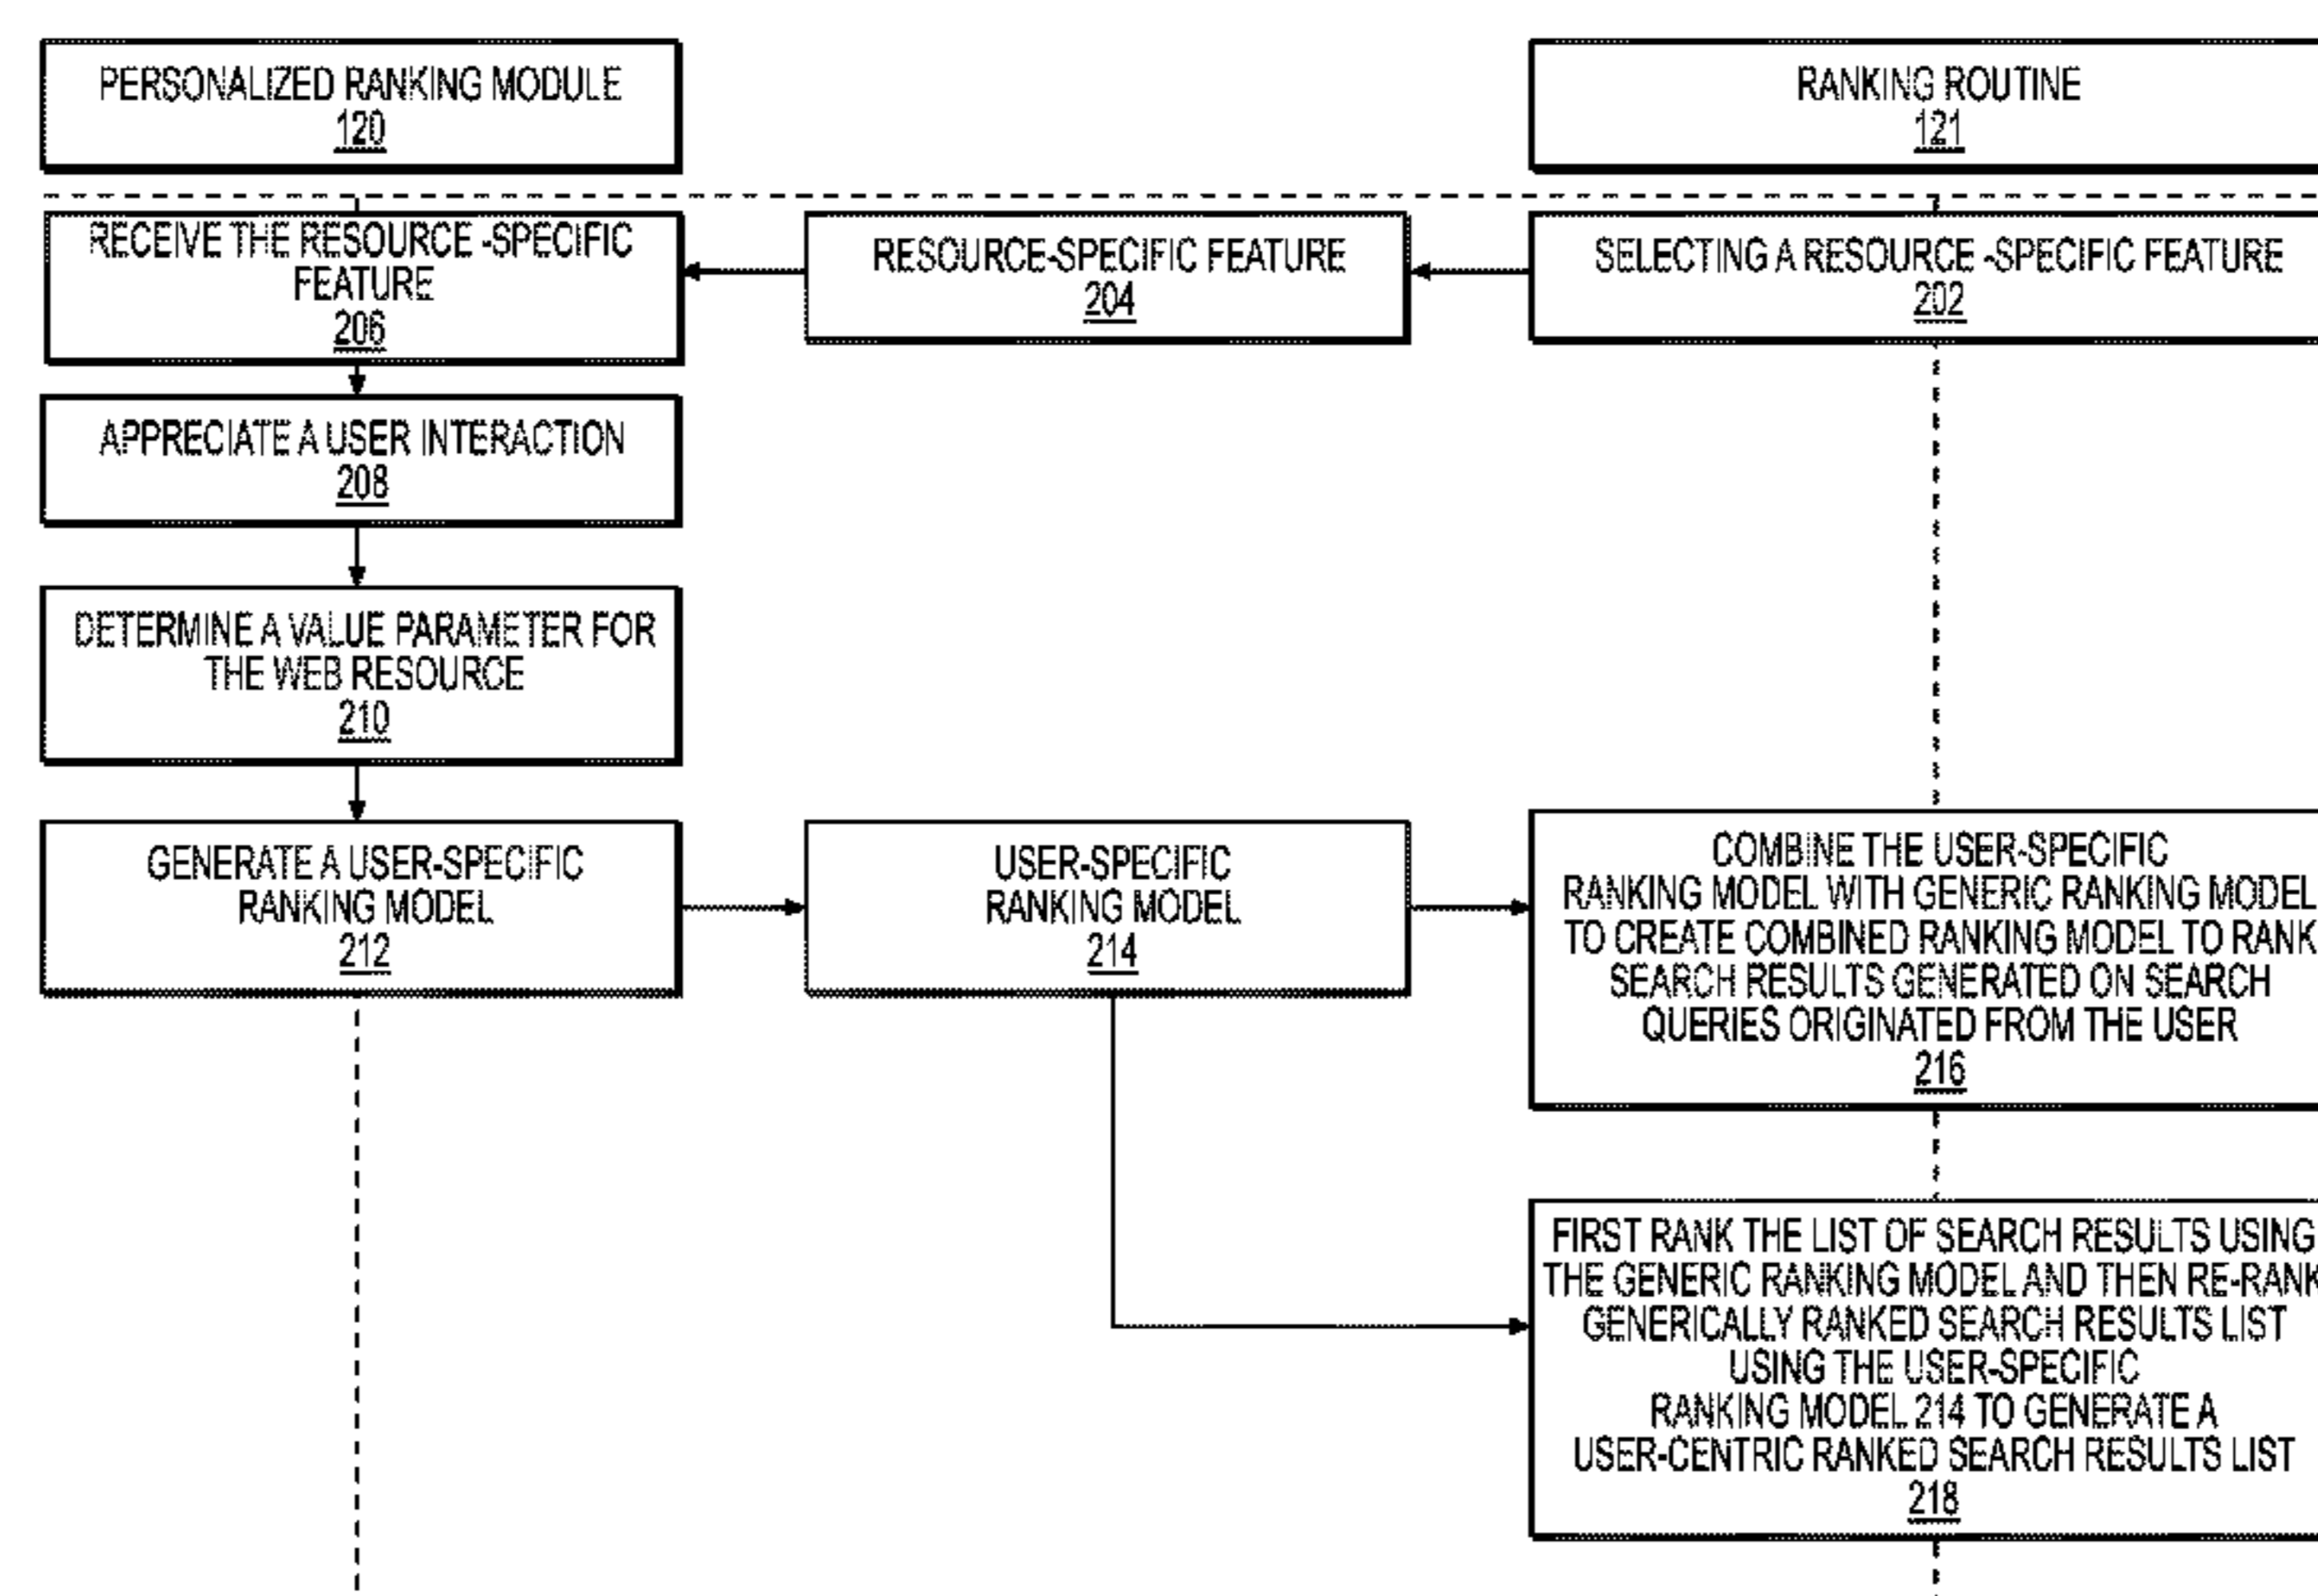 PERSONALIZED RANKING MODULE
120
RANKING ROUTINE
121
RECEIVE THE RESOURCE -SPECIFIC
FEATURE
206
RESOURCE-SPECIFIC FEATURE
204
SELECTING A RESOURCE -SPECIFIC FEATURE
202
APPRECIATE A USER INTERACTION
208
DETERMINE A VALUE PARAMETER FOR
THE WEB RESOURCE
210
GENERATE A USER-SPECIFIC
RANKING MODEL
212
USER-SPECIFIC
RANKING MODEL
214
COMBINE THE USER-SPECIFIC
RANKING MODEL WITH GENERIC RANKING MODEL
TO CREATE COMBINED RANKING MODEL TO RANK
SEARCH RESULTS GENERATED ON SEARCH
QUERIES ORIGINATED FROM THE USER
216
FIRST RANK THE LIST OF SEARCH RESULTS USING
THE GENERIC RANKING MODEL AND THEN RE-RANK
GENERICALLY RANKED SEARCH RESULTS LIST
USING THE USER-SPECIFIC
RANKING MODEL 214 TO GENERATE A
USER-CENTRIC RANKED SEARCH RESULTS LIST
218